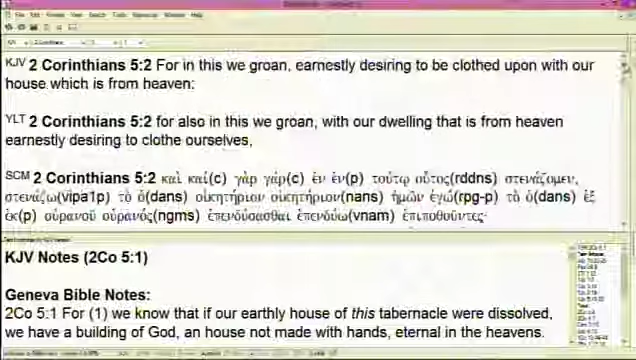 KJV 2 Corinthians 5:2 For in this we groan, earnestly desiring to be clothed upon with our
house which is from heaven:
YLT 2 Corinthians 5:2 for also in this we groan, with our dwelling that is from heaven
earnestly desiring to clothe ourselves,
SCM 2 Corinthians 5:2 καὶ καί(c) γὰρ γάρ(c) ἐν ἐν(p) τούτῳ οὗτος(rddns) στενάζομεν,
στενάζω(vipa1p) τὸ ὁ(dans) οἰκητήριον οἰκητήριον(nans) ἡμῶν ἐγώ(rpg-p) τὸ ὁ(dans) ἐξ
ἐκ(p) οὐρανοῦ οὐρανός(ngms) ἐπενδύσασθαι ἐπενδύω(vnam) ἐπιποθοῦντες·
KJV Notes (2Co 5:1)
Geneva Bible Notes:
2Co 5:1 For (1) we know that if our earthly house of this tabernacle were dissolved,
we have a building of God, an house not made with hands, eternal in the heavens.